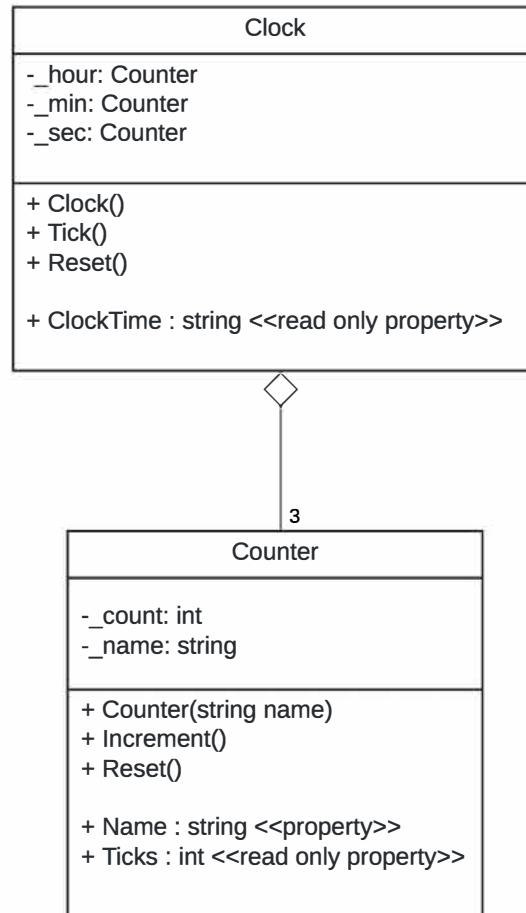 Clock
-_hour: Counter
-_min: Counter
-_sec: Counter
+ Clock()
+ Tick()
+ Reset()
+ ClockTime : string <<read only property>>
3
Counter
-_count: int
-_name: string
+ Counter(string name)
+ Increment()
+ Reset()
+ Name : string <<property>>
+ Ticks : int <<read only property>>